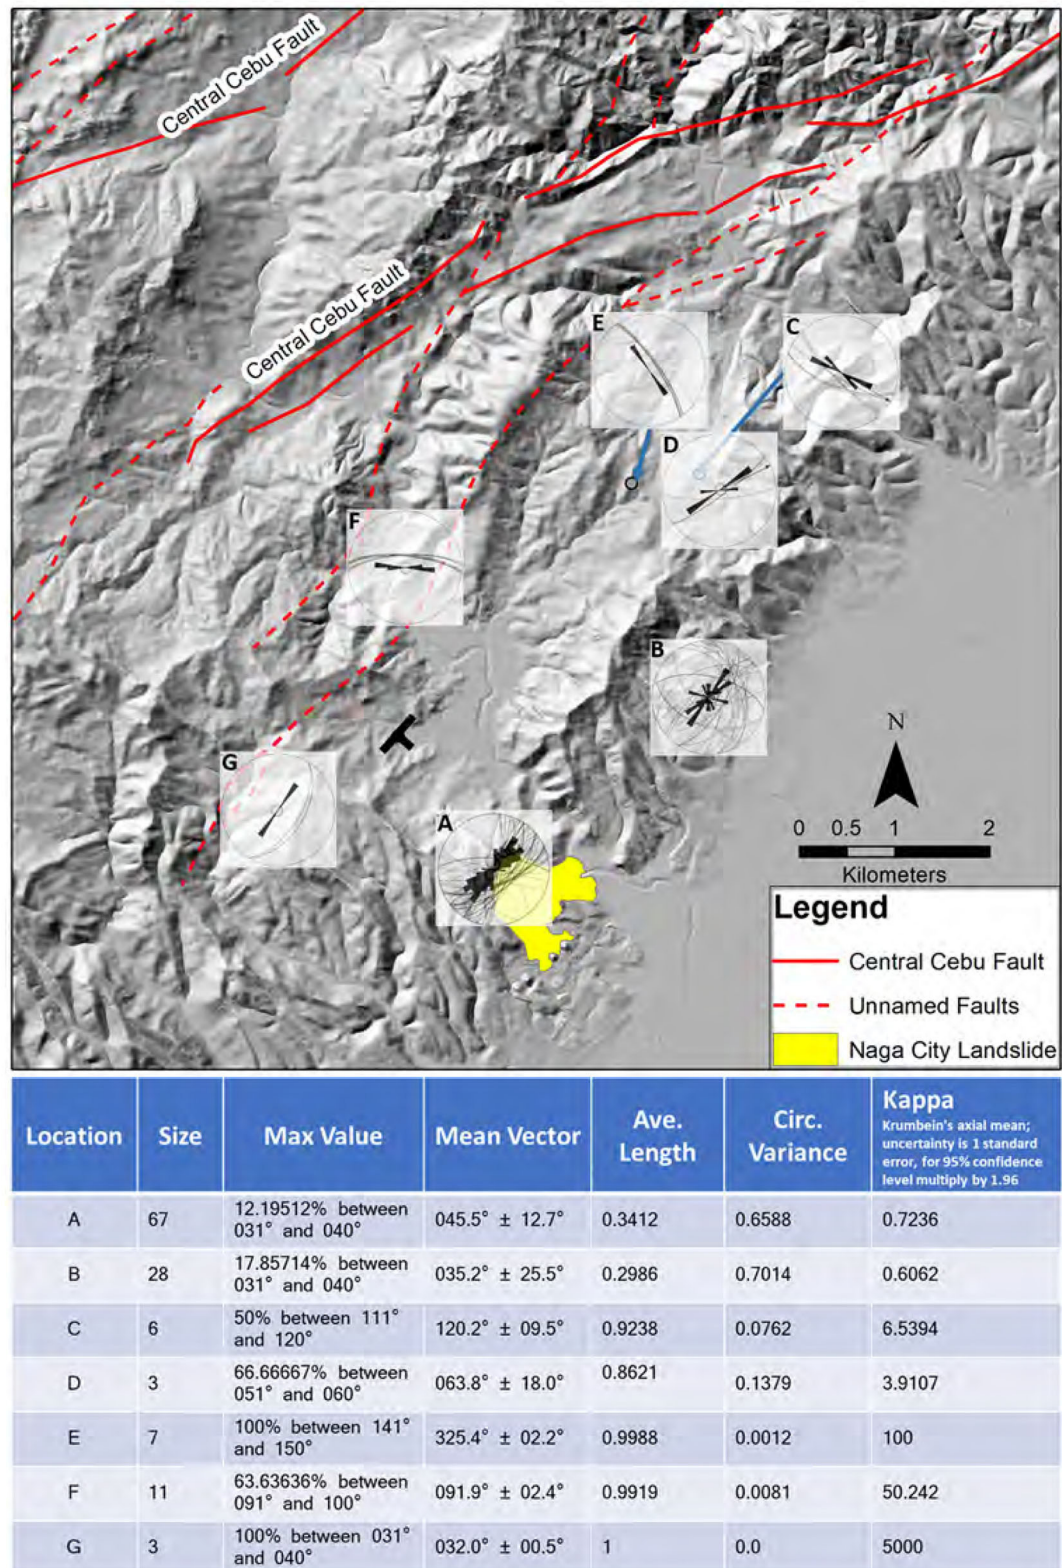 Central Cebu Fault
Central Cebu Fault
E
C
D
F
B
N
G
A
0 0.5 1 2
Kilometers
Legend
Central Cebu Fault
Unnamed Faults
Naga City Landslide
Location Size Max Value Mean Vector Ave. Length Circ. Variance Kappa
Krumbein's axial mean;
uncertainty is 1 standard
error, for 95% confidence
level multiply by 1.96
A 67 12.19512% between 031° and 040° 045.5° ± 12.7° 0.3412 0.6588 0.7236
B 28 17.85714% between 031° and 040° 035.2° ± 25.5° 0.2986 0.7014 0.6062
C 6 50% between 111° and 120° 120.2° ± 09.5° 0.9238 0.0762 6.5394
D 3 66.66667% between 051° and 060° 063.8° ± 18.0° 0.8621 0.1379 3.9107
E 7 100% between 141° and 150° 325.4° ± 02.2° 0.9988 0.0012 100
F 11 63.63636% between 091° and 100° 091.9° ± 02.4° 0.9919 0.0081 50.242
G 3 100% between 031° and 040° 032.0° ± 00.5° 1 0.0 5000